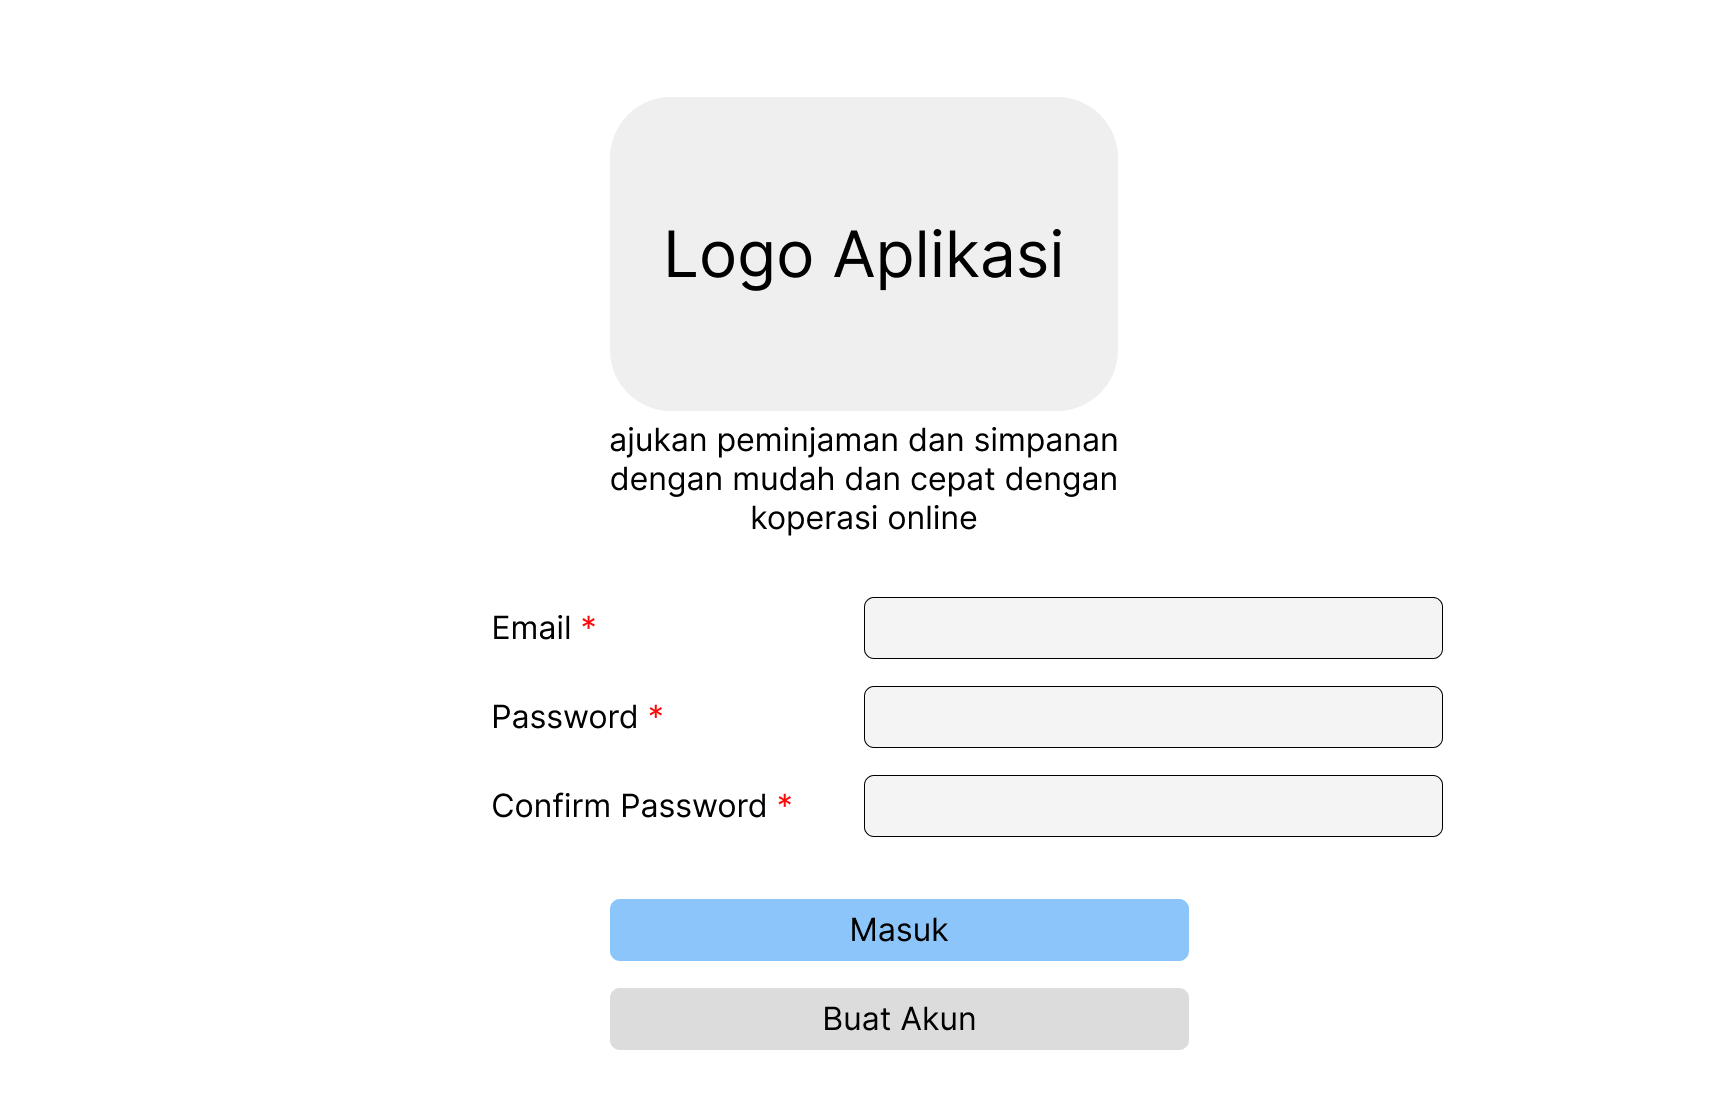 Logo Aplikasi
ajukan peminjaman dan simpanan
dengan mudah dan cepat dengan
koperasi online
Email *
Password *
Confirm Password *
Masuk
Buat Akun